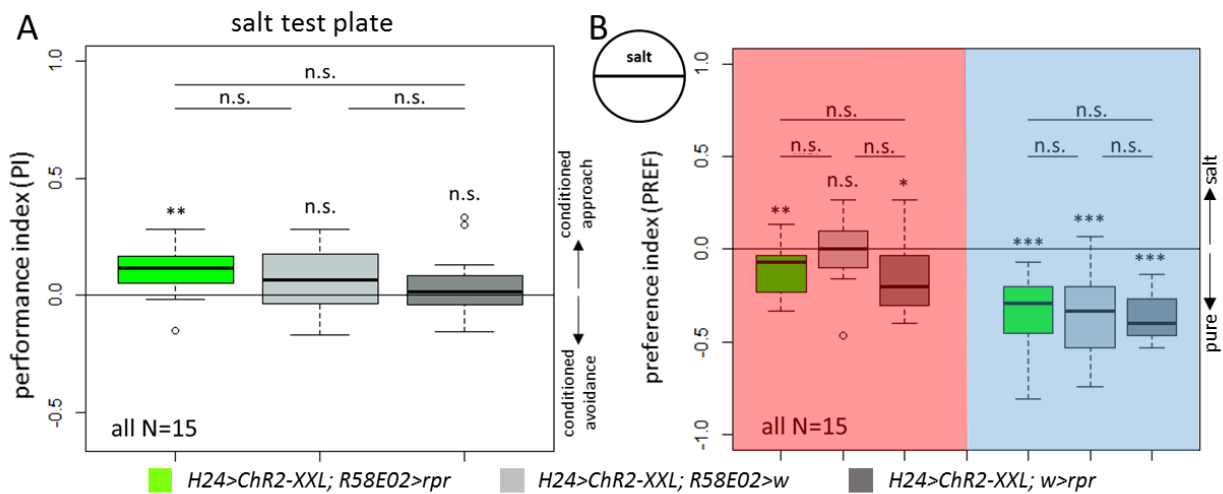 A
salt test plate
performance index (PI)
1.0
0.5
0.0
-0.5
n.s.
n.s.
n.s.
**
n.s.
n.s.
conditioned
approach
conditioned
avoidance
all N=15
B
salt
preference index (PREF)
1.0
0.5
0.0
-0.5
-1.0
n.s.
n.s.
n.s.
**
n.s.
*
n.s.
n.s.
n.s.
***
***
***
salt
pure
all N=15
H24>ChR2-XXL; R58E02>rpr
H24>ChR2-XXL; R58E02>w
H24>ChR2-XXL; w>rpr